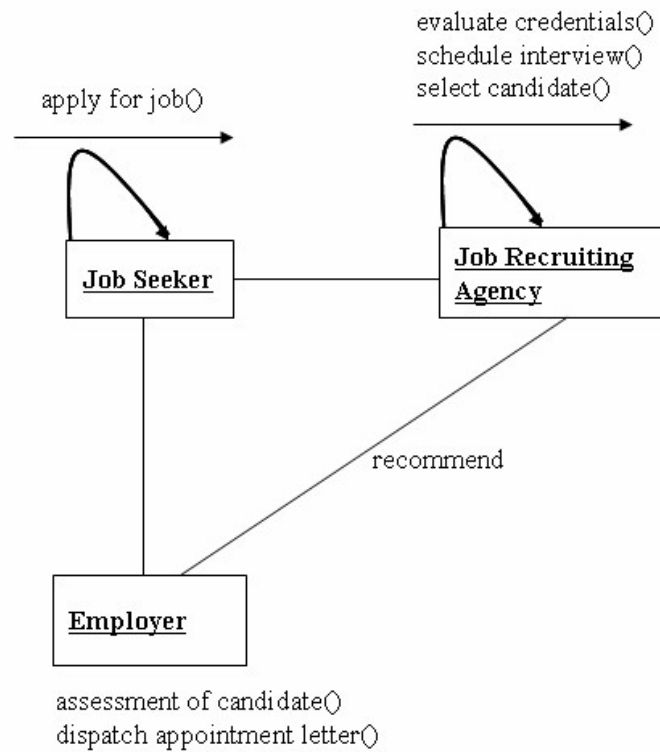 evaluate credentials()
schedule interview()
select candidate()
apply for job()
Job Seeker
Job Recruiting
Agency
recommend
Employer
assessment of candidate()
dispatch appointment letter()